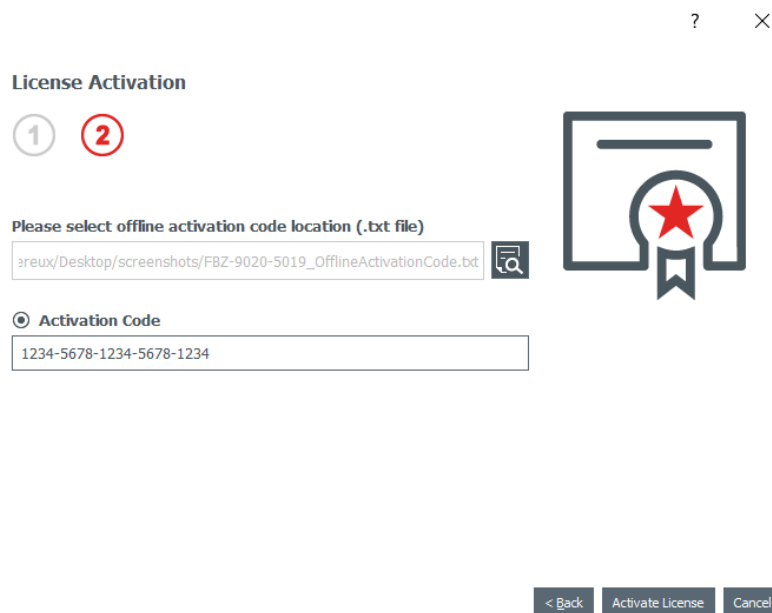 ?
License Activation
1 2
Please select offline activation code location (.txt file)
ereux/Desktop/screenshots/FBZ-9020-5019_OfflineActivationCode.txt
Activation Code
1234-5678-1234-5678-1234
< Back Activate License Cancel